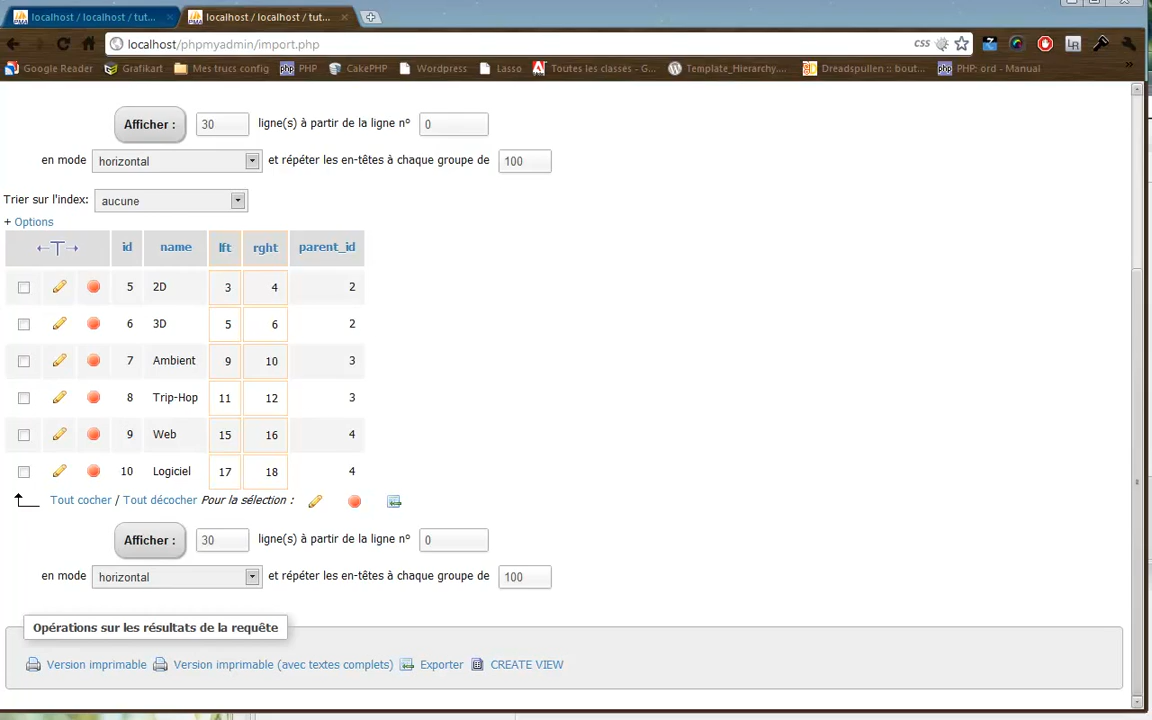 localhost / localhost / tut... localhost / localhost / tut...
localhost/phpmyadmin/import.php CSS LR
Google Reader Grafikart Mes trucs config PHP CakePHP Wordpress Lasso Toutes les classes - G... Template_Hierarchy.... Dreadspullen :: bout... PHP: ord - Manual »
Afficher : 30 ligne(s) à partir de la ligne n° 0
en mode horizontal et répéter les en-têtes à chaque groupe de 100
Trier sur l'index: aucune
+ Options
←T→ id name lft rght parent_id
5 2D 3 4 2
6 3D 5 6 2
7 Ambient 9 10 3
8 Trip-Hop 11 12 3
9 Web 15 16 4
10 Logiciel 17 18 4
Tout cocher / Tout décocher Pour la sélection :
Afficher : 30 ligne(s) à partir de la ligne n° 0
en mode horizontal et répéter les en-têtes à chaque groupe de 100
Opérations sur les résultats de la requête
Version imprimable Version imprimable (avec textes complets) Exporter CREATE VIEW